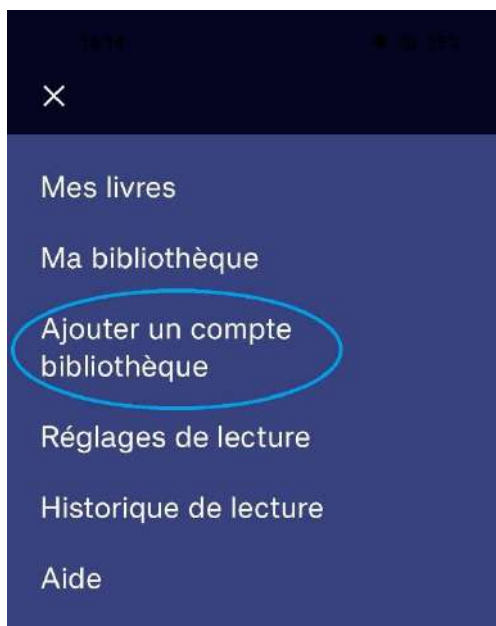 Mes livres
Ma bibliothèque
Ajouter un compte
bibliothèque
Réglages de lecture
Historique de lecture
Aide